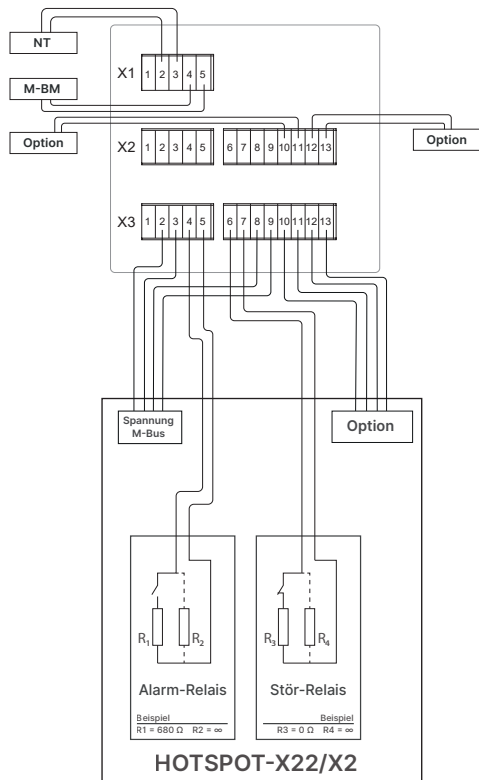 NT
M-BM
Option
X1 1 2 3 4 5
X2 1 2 3 4 5 6 7 8 9 10 11 12 13
Option
X3 1 2 3 4 5 6 7 8 9 10 11 12 13
Spannung
M-Bus
Option
R1 R2
R3 R4
Alarm-Relais
Stör-Relais
Beispiel
R1 = 680 Ω R2 = ∞
Beispiel
R3 = 0 Ω R4 = ∞
HOTSPOT-X22/X2